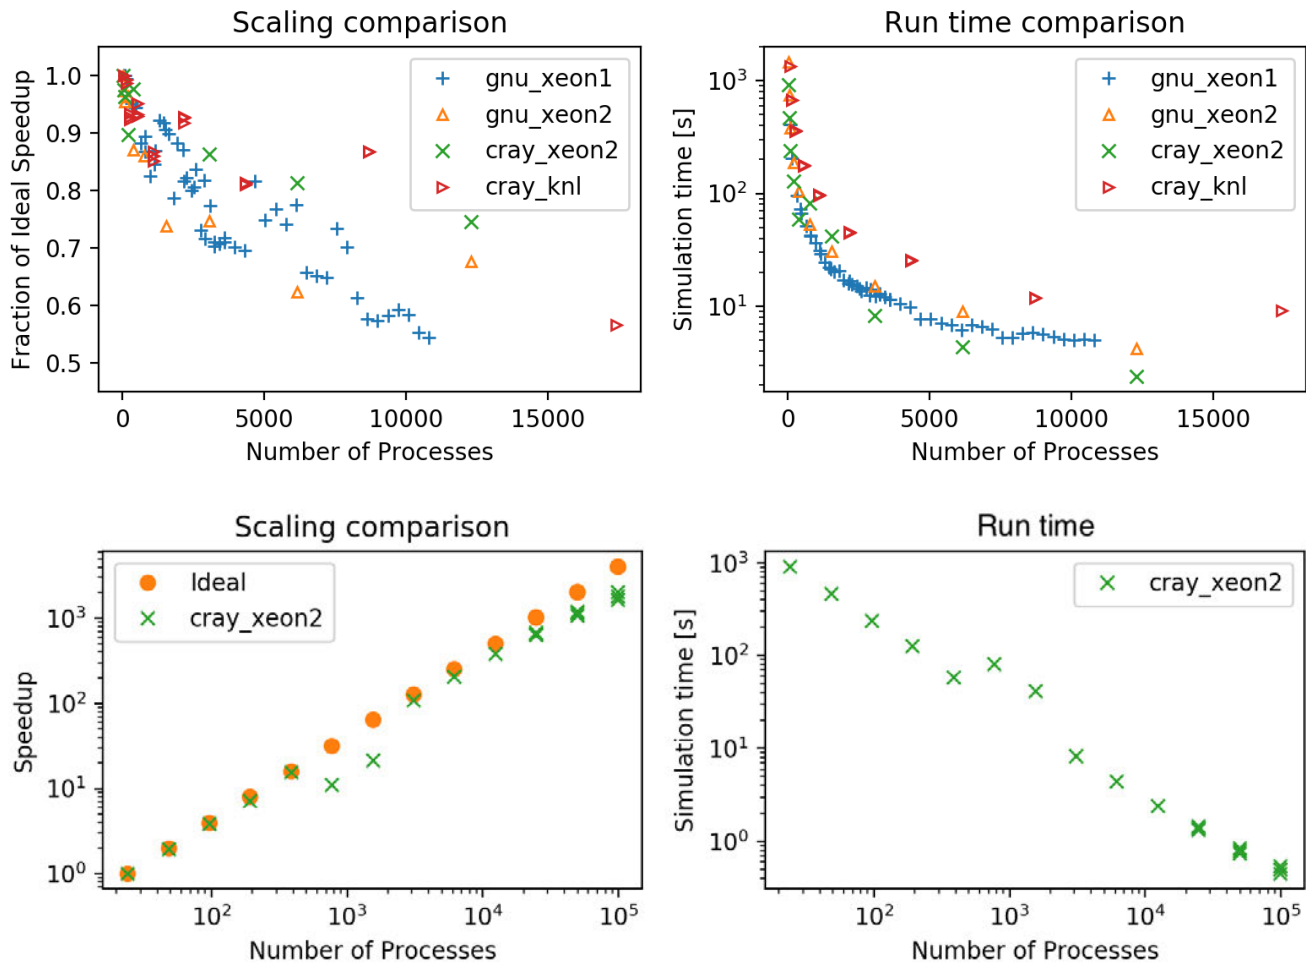 Scaling comparison
1.0
0.9
0.8
0.7
0.6
0.5
Fraction of Ideal Speedup
gnu_xeon1
gnu_xeon2
cray_xeon2
cray_knl
0 5000 10000 15000
Number of Processes
Run time comparison
10³
10²
10¹
Simulation time [s]
gnu_xeon1
gnu_xeon2
cray_xeon2
cray_knl
0 5000 10000 15000
Number of Processes
Scaling comparison
10³
10²
10¹
10⁰
Speedup
Ideal
cray_xeon2
10² 10³ 10⁴ 10⁵
Number of Processes
Run time
10³
10²
10¹
10⁰
Simulation time [s]
cray_xeon2
10² 10³ 10⁴ 10⁵
Number of Processes